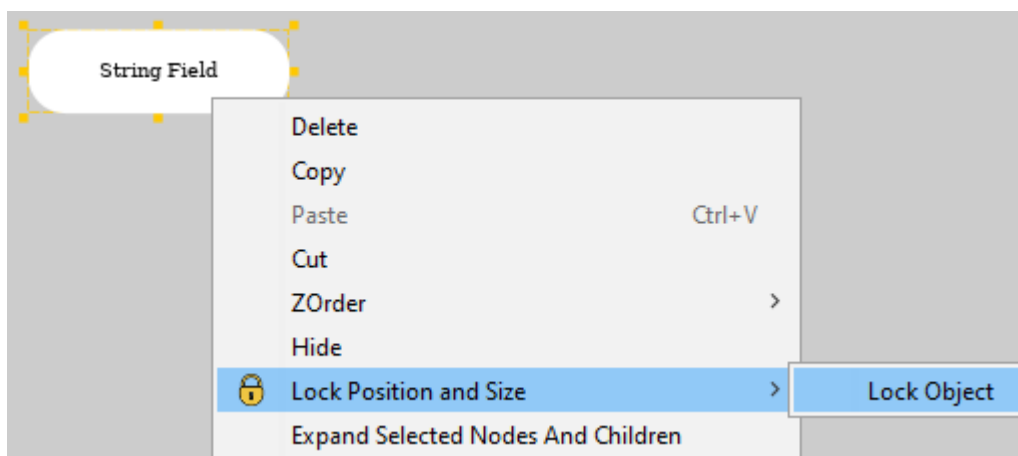 String Field
Delete
Copy
Paste Ctrl+V
Cut
ZOrder
Hide
Lock Position and Size
Lock Object
Expand Selected Nodes And Children